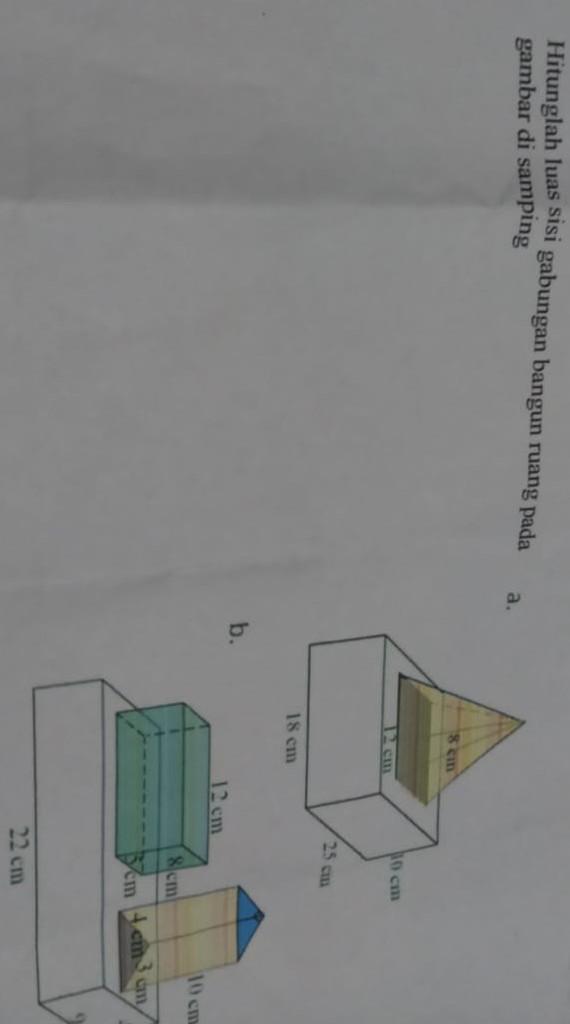 Hitunglah luas sisi gabungan bangun ruang pada
gambar di samping
a.
8 cm
12 cm
10 cm
25 cm
18 cm
b.
12 cm
8 cm
5 cm
4 cm
3 cm
10 cm
22 cm